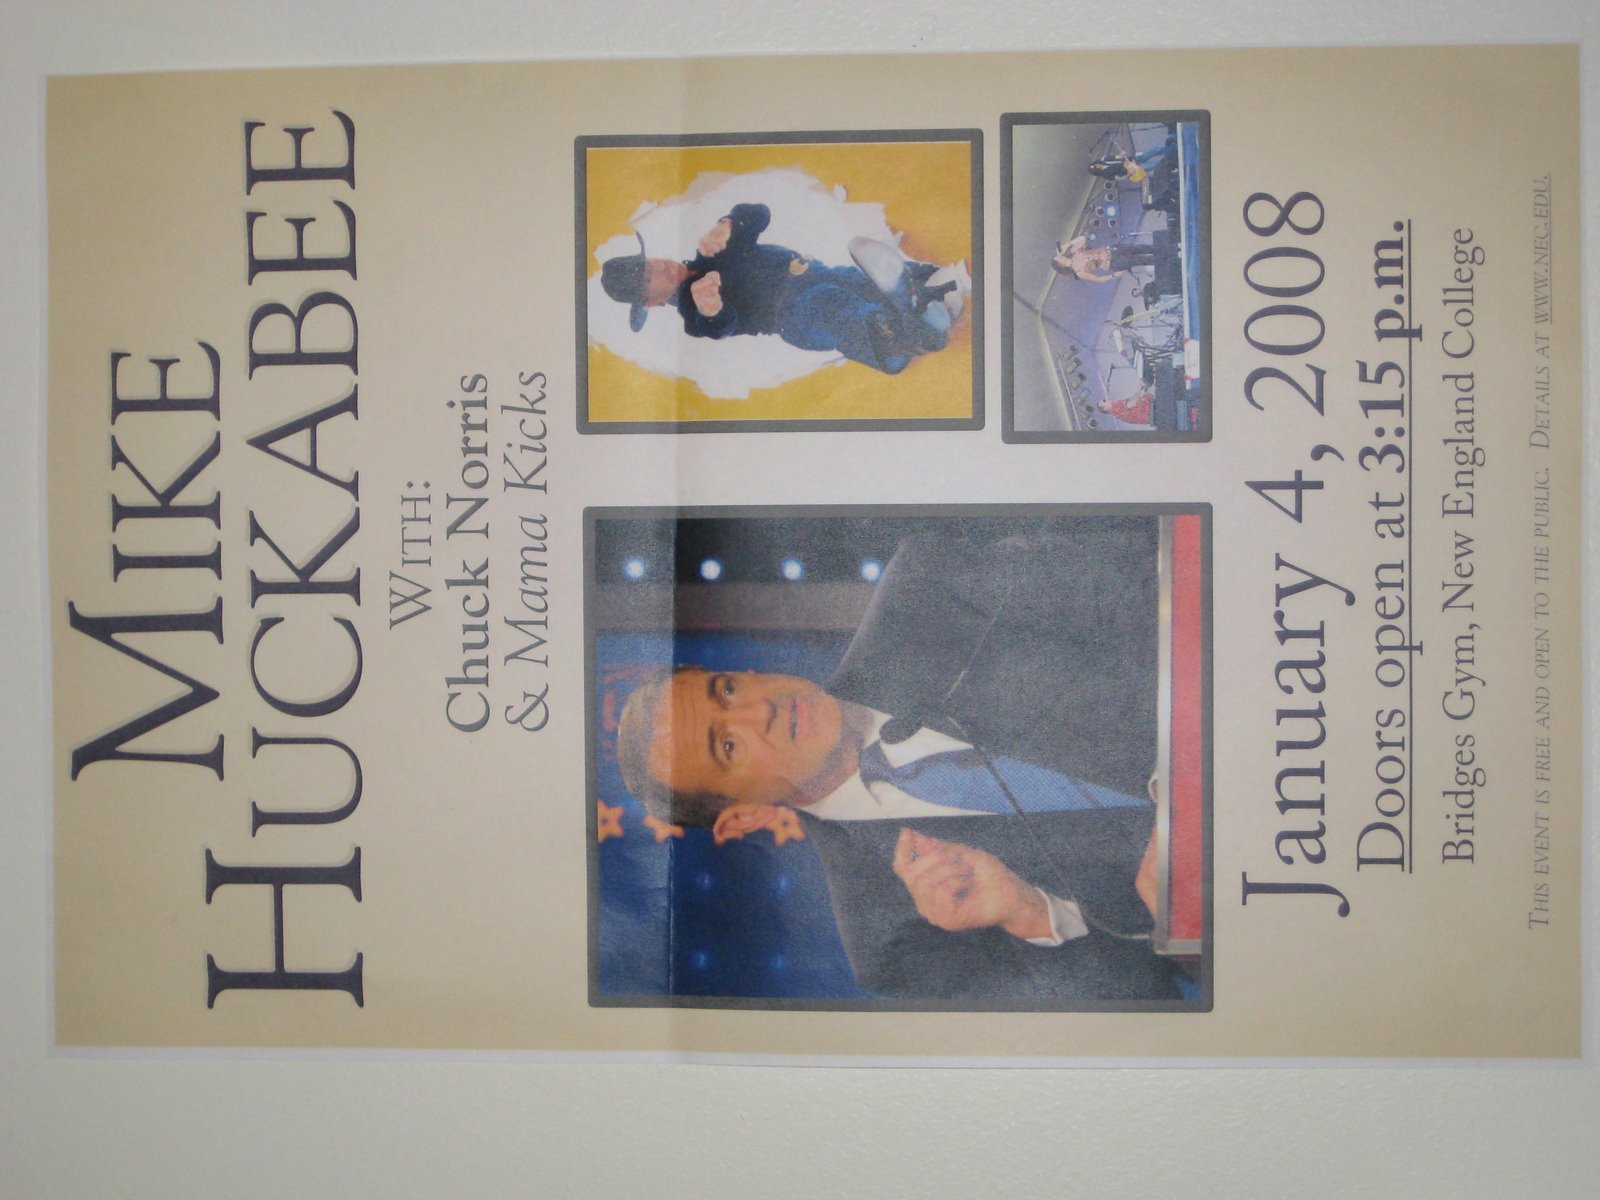 MIKE
HUCKABEE
WITH:
Chuck Norris
& Mama Kicks
January 4, 2008
Doors open at 3:15 p.m.
Bridges Gym, New England College
THIS EVENT IS FREE AND OPEN TO THE PUBLIC. DETAILS AT WWW.NEC.EDU.